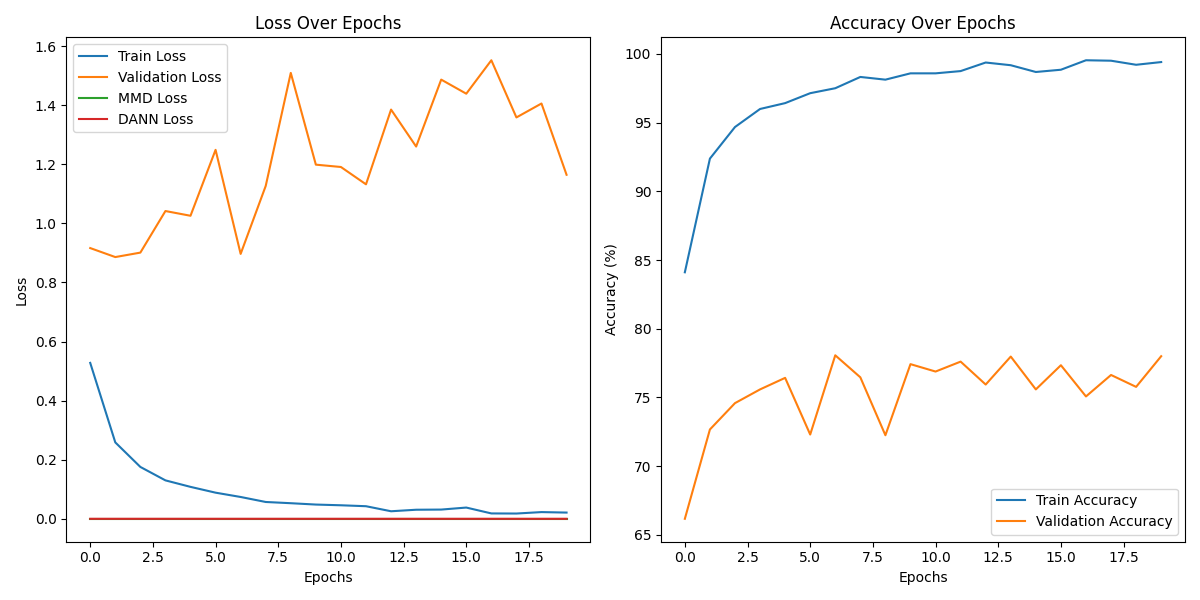 Loss Over Epochs
1.6
1.4
1.2
1.0
0.8
0.6
0.4
0.2
0.0
Loss
Train Loss
Validation Loss
MMD Loss
DANN Loss
0.0 2.5 5.0 7.5 10.0 12.5 15.0 17.5
Epochs
Accuracy Over Epochs
100
95
90
85
80
75
70
65
Accuracy (%)
Train Accuracy
Validation Accuracy
0.0 2.5 5.0 7.5 10.0 12.5 15.0 17.5
Epochs